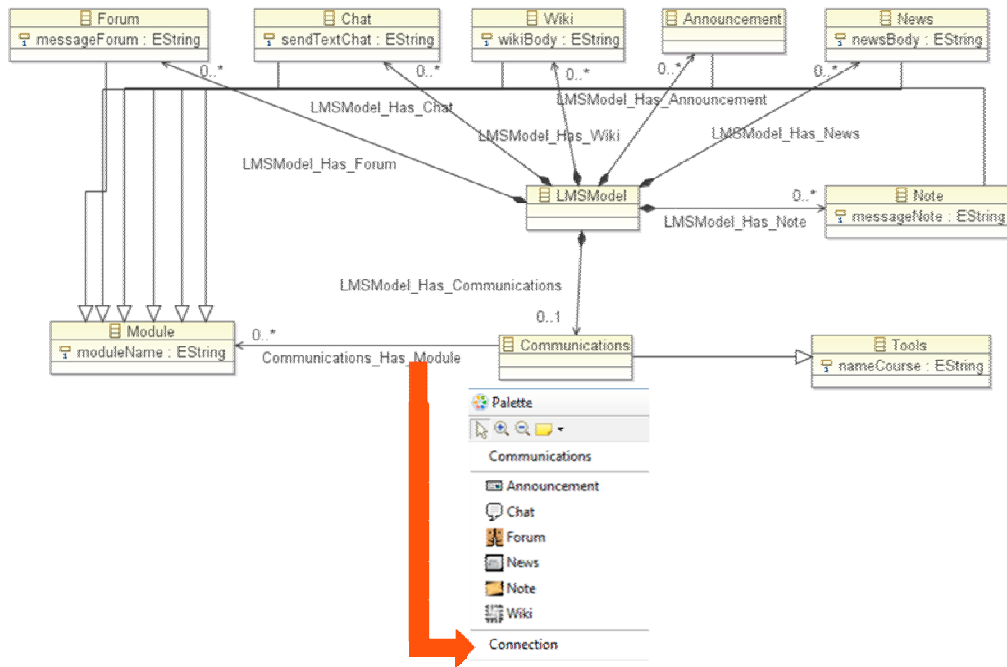 Forum
messageForum : EString
Chat
sendTextChat : EString
Wiki
wikiBody : EString
Announcement
News
newsBody : EString
0..*
0..*
0..*
0..*
0..*
LMSModel_Has_Chat
LMSModel_Has_Announcement
LMSModel_Has_Wiki
LMSModel_Has_News
LMSModel_Has_Forum
LMSModel
0..*
LMSModel_Has_Note
Note
messageNote : EString
LMSModel_Has_Communications
0..1
Module
moduleName : EString
0..*
Communications_Has_Module
Communications
Tools
nameCourse : EString
Palette
Communications
Announcement
Chat
Forum
News
Note
Wiki
Connection